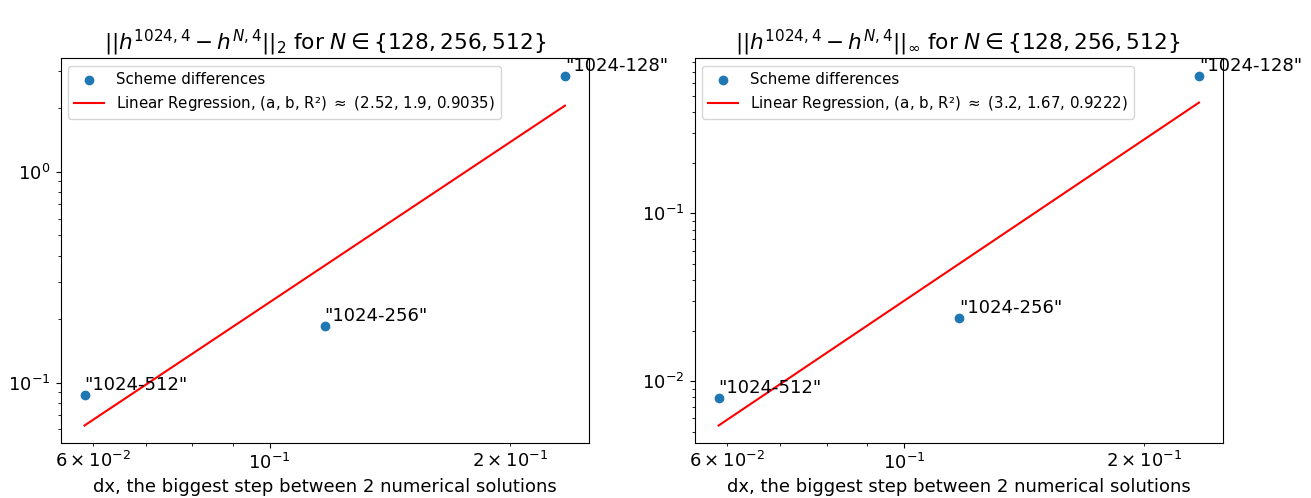 ||h^{1024,4} − h^{N,4}||_2 for N ∈ {128, 256, 512}
"1024-128"
Scheme differences
Linear Regression, (a, b, R²) ≈ (2.52, 1.9, 0.9035)
10^0
"1024-256"
10^{-1}
"1024-512"
6 × 10^{-2}
10^{-1}
2 × 10^{-1}
dx, the biggest step between 2 numerical solutions
||h^{1024,4} − h^{N,4}||_∞ for N ∈ {128, 256, 512}
"1024-128"
Scheme differences
Linear Regression, (a, b, R²) ≈ (3.2, 1.67, 0.9222)
10^{-1}
"1024-256"
10^{-2}
"1024-512"
6 × 10^{-2}
10^{-1}
2 × 10^{-1}
dx, the biggest step between 2 numerical solutions